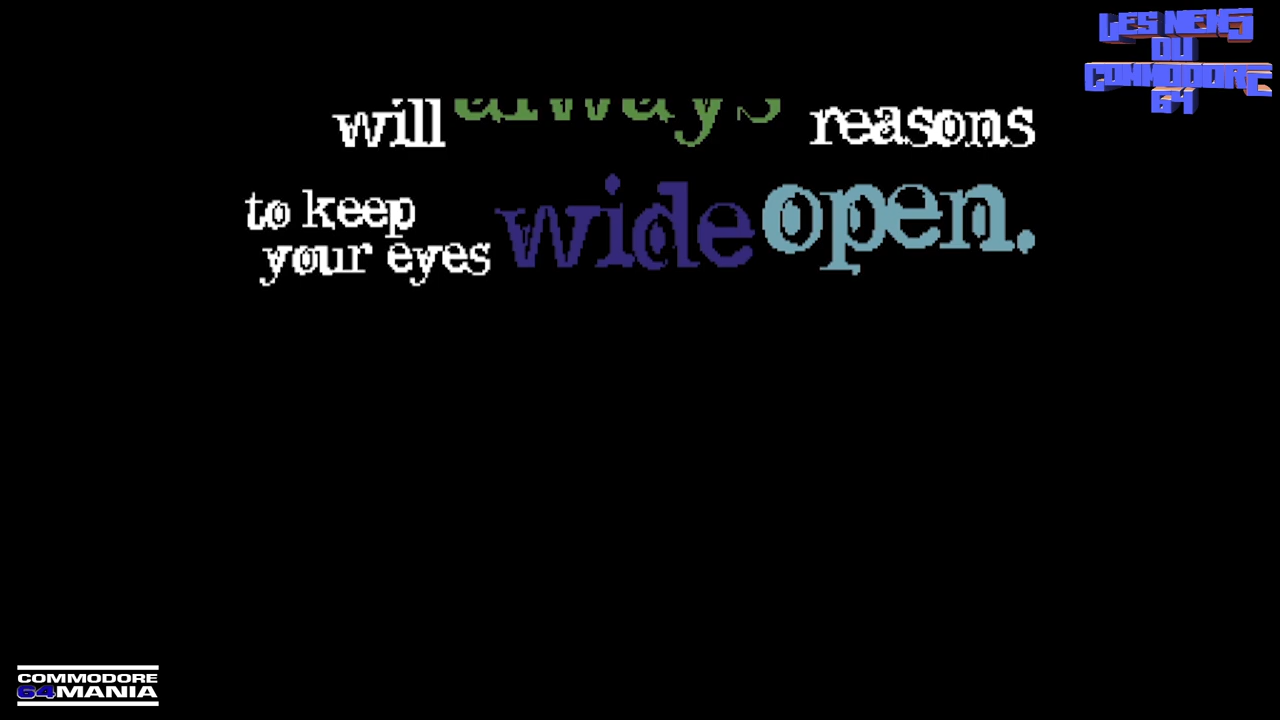 LES NEWS
DU
COMMODORE
64
will always reasons
to keep
your eyes wide open.
COMMODORE
64MANIA